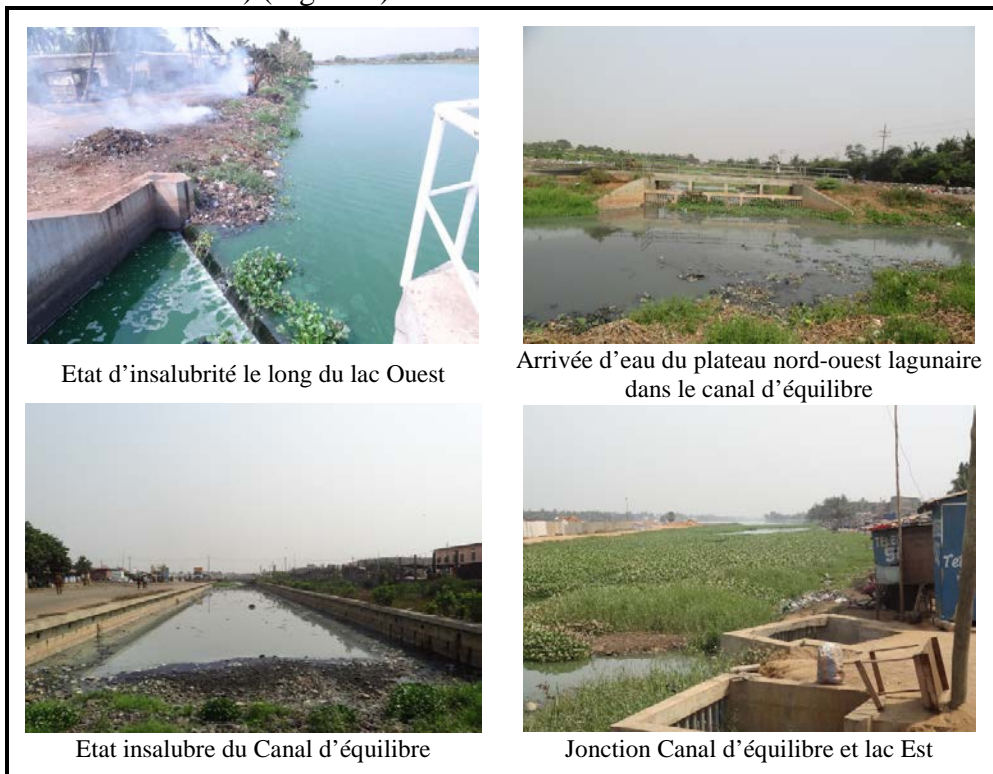 Etat d’insalubrité le long du lac Ouest
Arrivée d’eau du plateau nord-ouest lagunaire
dans le canal d’équilibre
Etat insalubre du Canal d’équilibre
Jonction Canal d’équilibre et lac Est